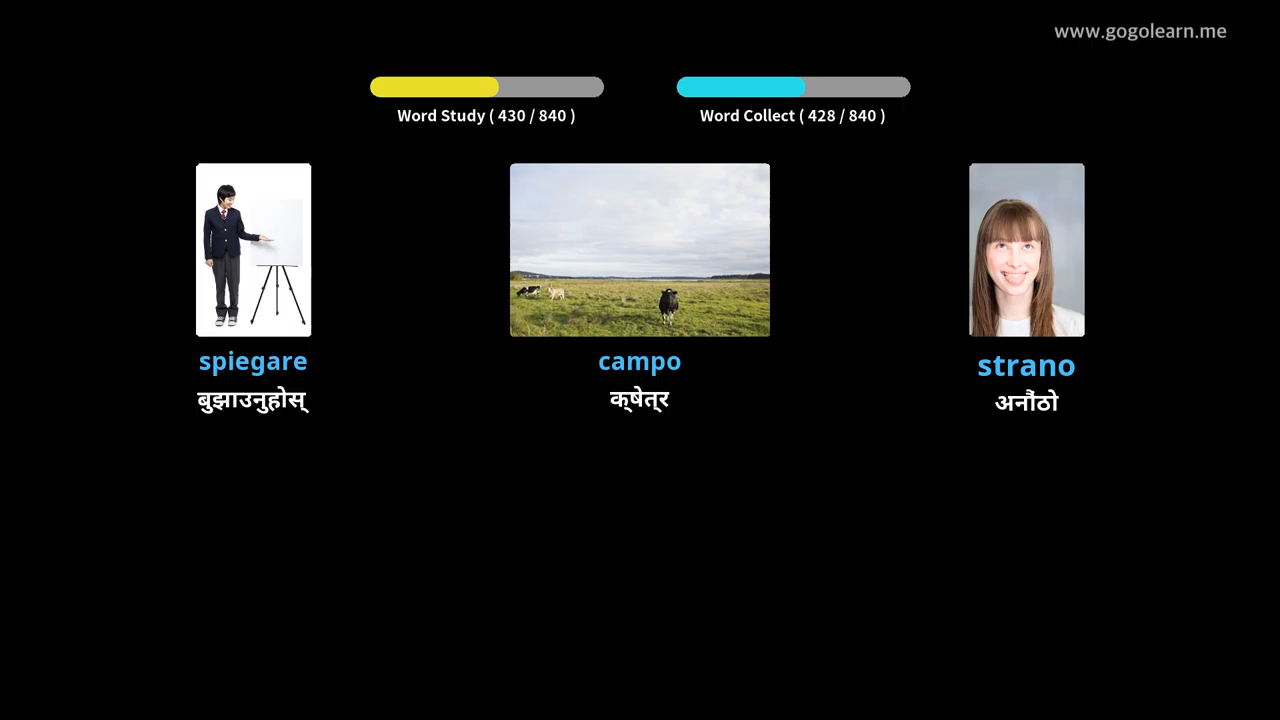 www.gogolearn.me
Word Study ( 430 / 840 )
Word Collect ( 428 / 840 )
spiegare
campo
strano
बुझाउनुहोस्
क्षेत्र
अनौंठो